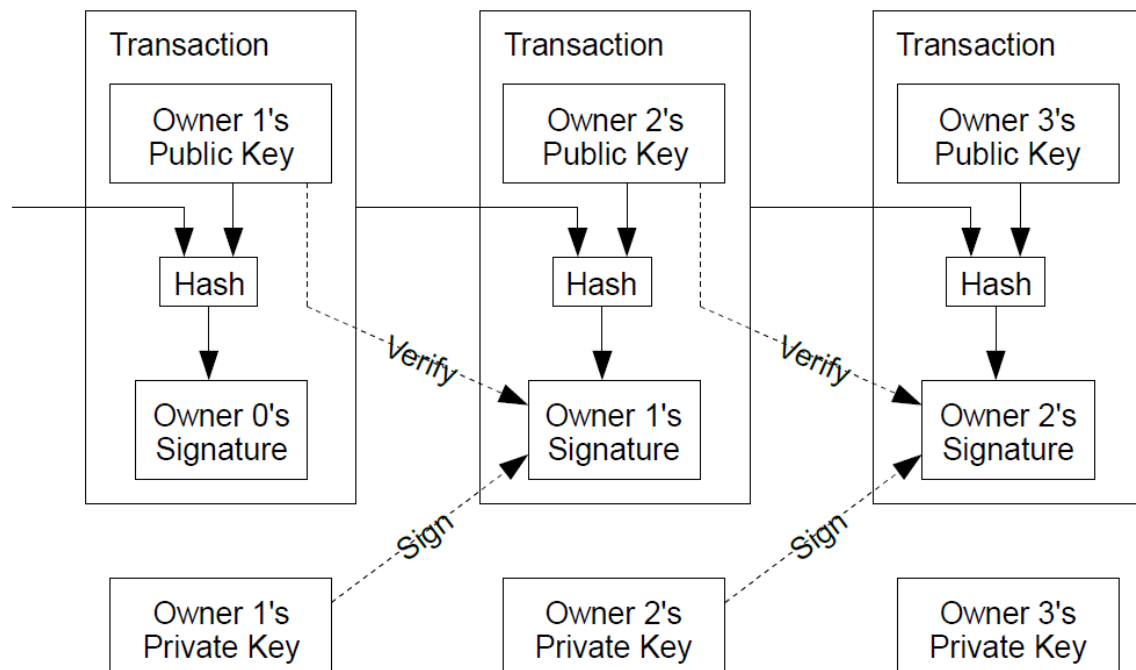 Transaction
Transaction
Transaction
Owner 1's
Public Key
Owner 2's
Public Key
Owner 3's
Public Key
Hash
Hash
Hash
Verify
Verify
Owner 0's
Signature
Owner 1's
Signature
Owner 2's
Signature
Sign
Sign
Owner 1's
Private Key
Owner 2's
Private Key
Owner 3's
Private Key